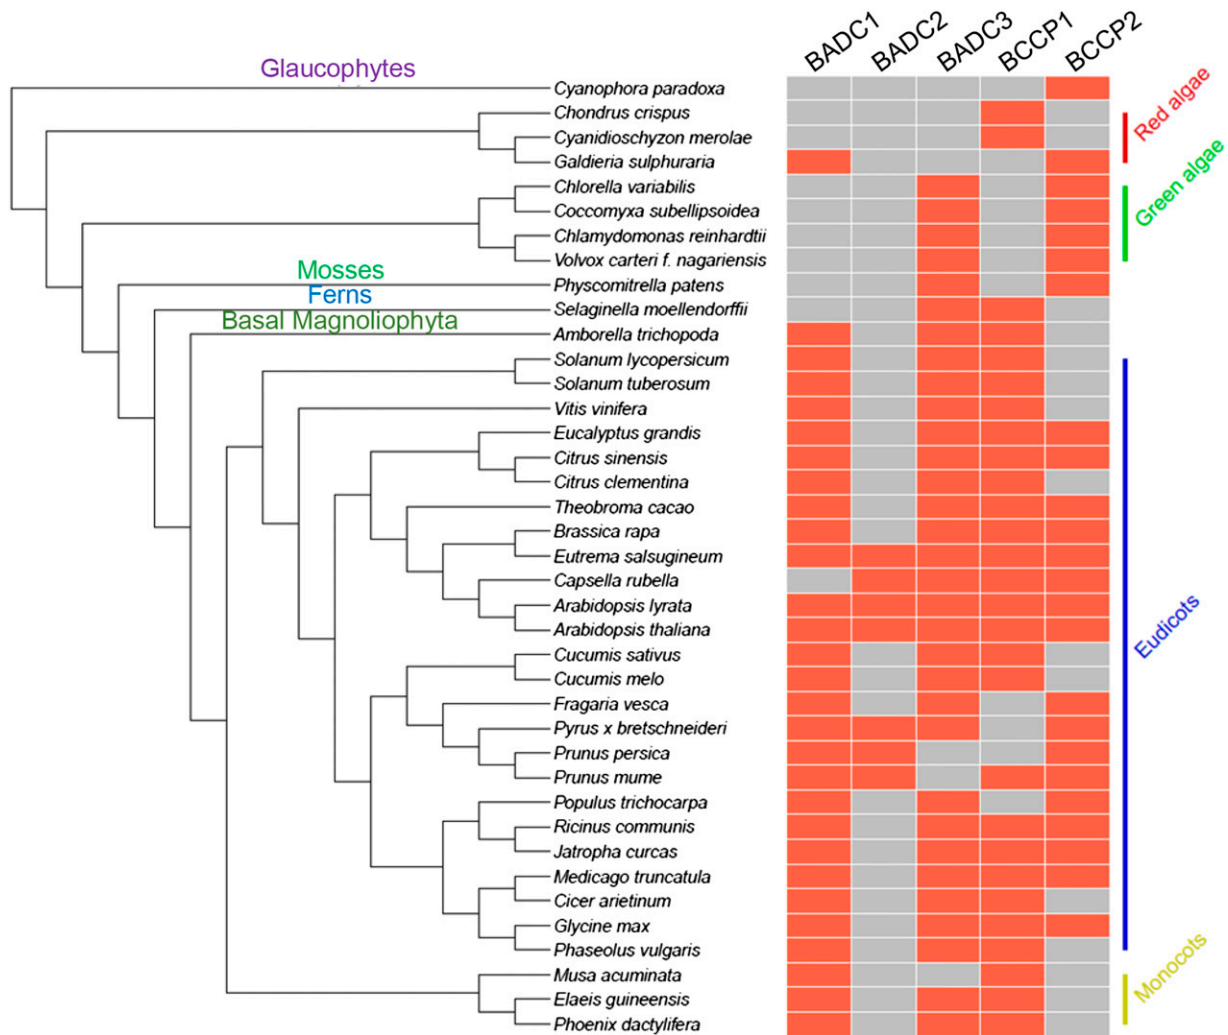 BADC1
BADC2
BADC3
BCCP1
BCCP2
Glaucophytes
Cyanophora paradoxa
Chondrus crispus
Cyanidioschyzon merolae
Galdieria sulphuraria
Red algae
Chlorella variabilis
Coccomyxa subellipsoidea
Chlamydomonas reinhardtii
Volvox carteri f. nagariensis
Green algae
Mosses
Physcomitrella patens
Ferns
Selaginella moellendorffii
Basal Magnoliophyta
Amborella trichopoda
Solanum lycopersicum
Solanum tuberosum
Vitis vinifera
Eucalyptus grandis
Citrus sinensis
Citrus clementina
Theobroma cacao
Brassica rapa
Eutrema salsugineum
Capsella rubella
Arabidopsis lyrata
Arabidopsis thaliana
Cucumis sativus
Cucumis melo
Fragaria vesca
Pyrus x bretschneideri
Prunus persica
Prunus mume
Populus trichocarpa
Ricinus communis
Jatropha curcas
Medicago truncatula
Cicer arietinum
Glycine max
Phaseolus vulgaris
Eudicots
Musa acuminata
Elaeis guineensis
Phoenix dactylifera
Monocots